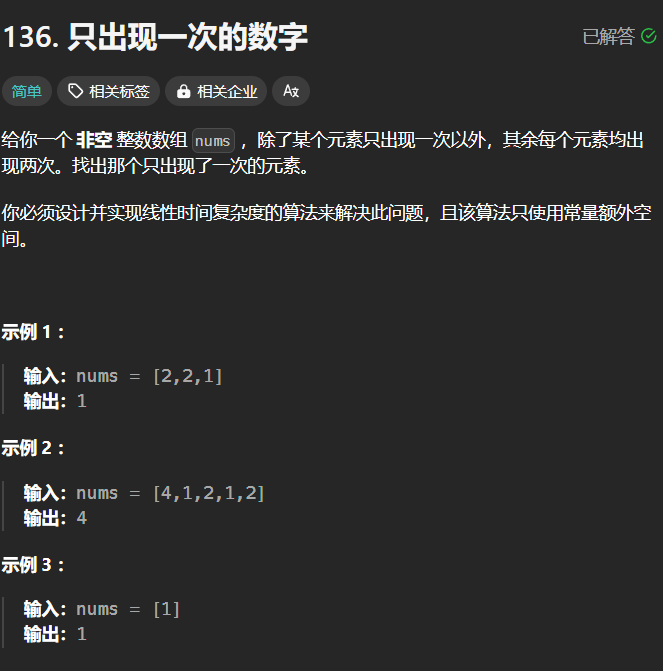 136. 只出现一次的数字
已解答
简单 相关标签 相关企业 Az
给你一个 非空 整数数组 nums ，除了某个元素只出现一次以外，其余每个元素均出
现两次。找出那个只出现了一次的元素。
你必须设计并实现线性时间复杂度的算法来解决此问题，且该算法只使用常量额外空
间。
示例 1 ：
输入：nums = [2,2,1]
输出：1
示例 2 ：
输入：nums = [4,1,2,1,2]
输出：4
示例 3 ：
输入：nums = [1]
输出：1